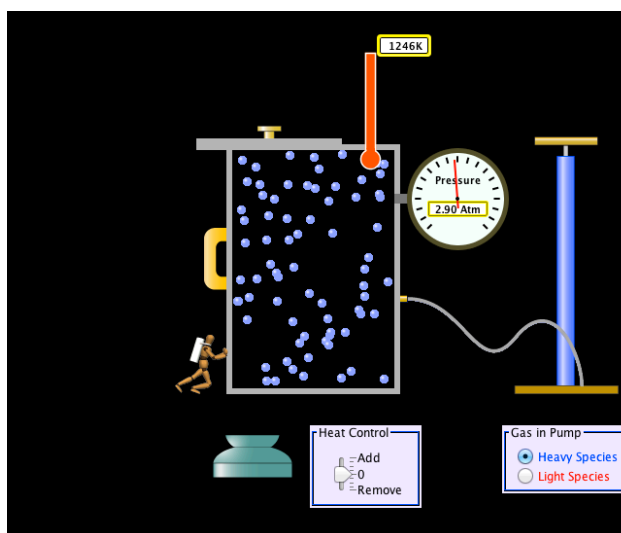 1246K
Pressure
2.90 Atm
Heat Control
Add
0
Remove
Gas in Pump
Heavy Species
Light Species